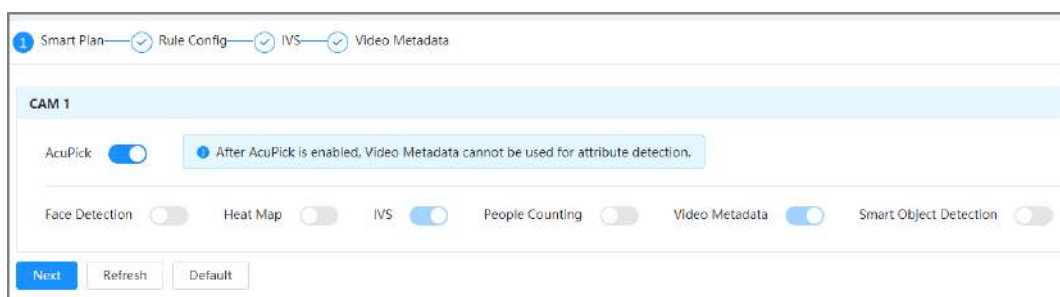 1 Smart Plan Rule Config IVS Video Metadata
CAM 1
AcuPick After AcuPick is enabled, Video Metadata cannot be used for attribute detection.
Face Detection Heat Map IVS People Counting Video Metadata Smart Object Detection
Next Refresh Default